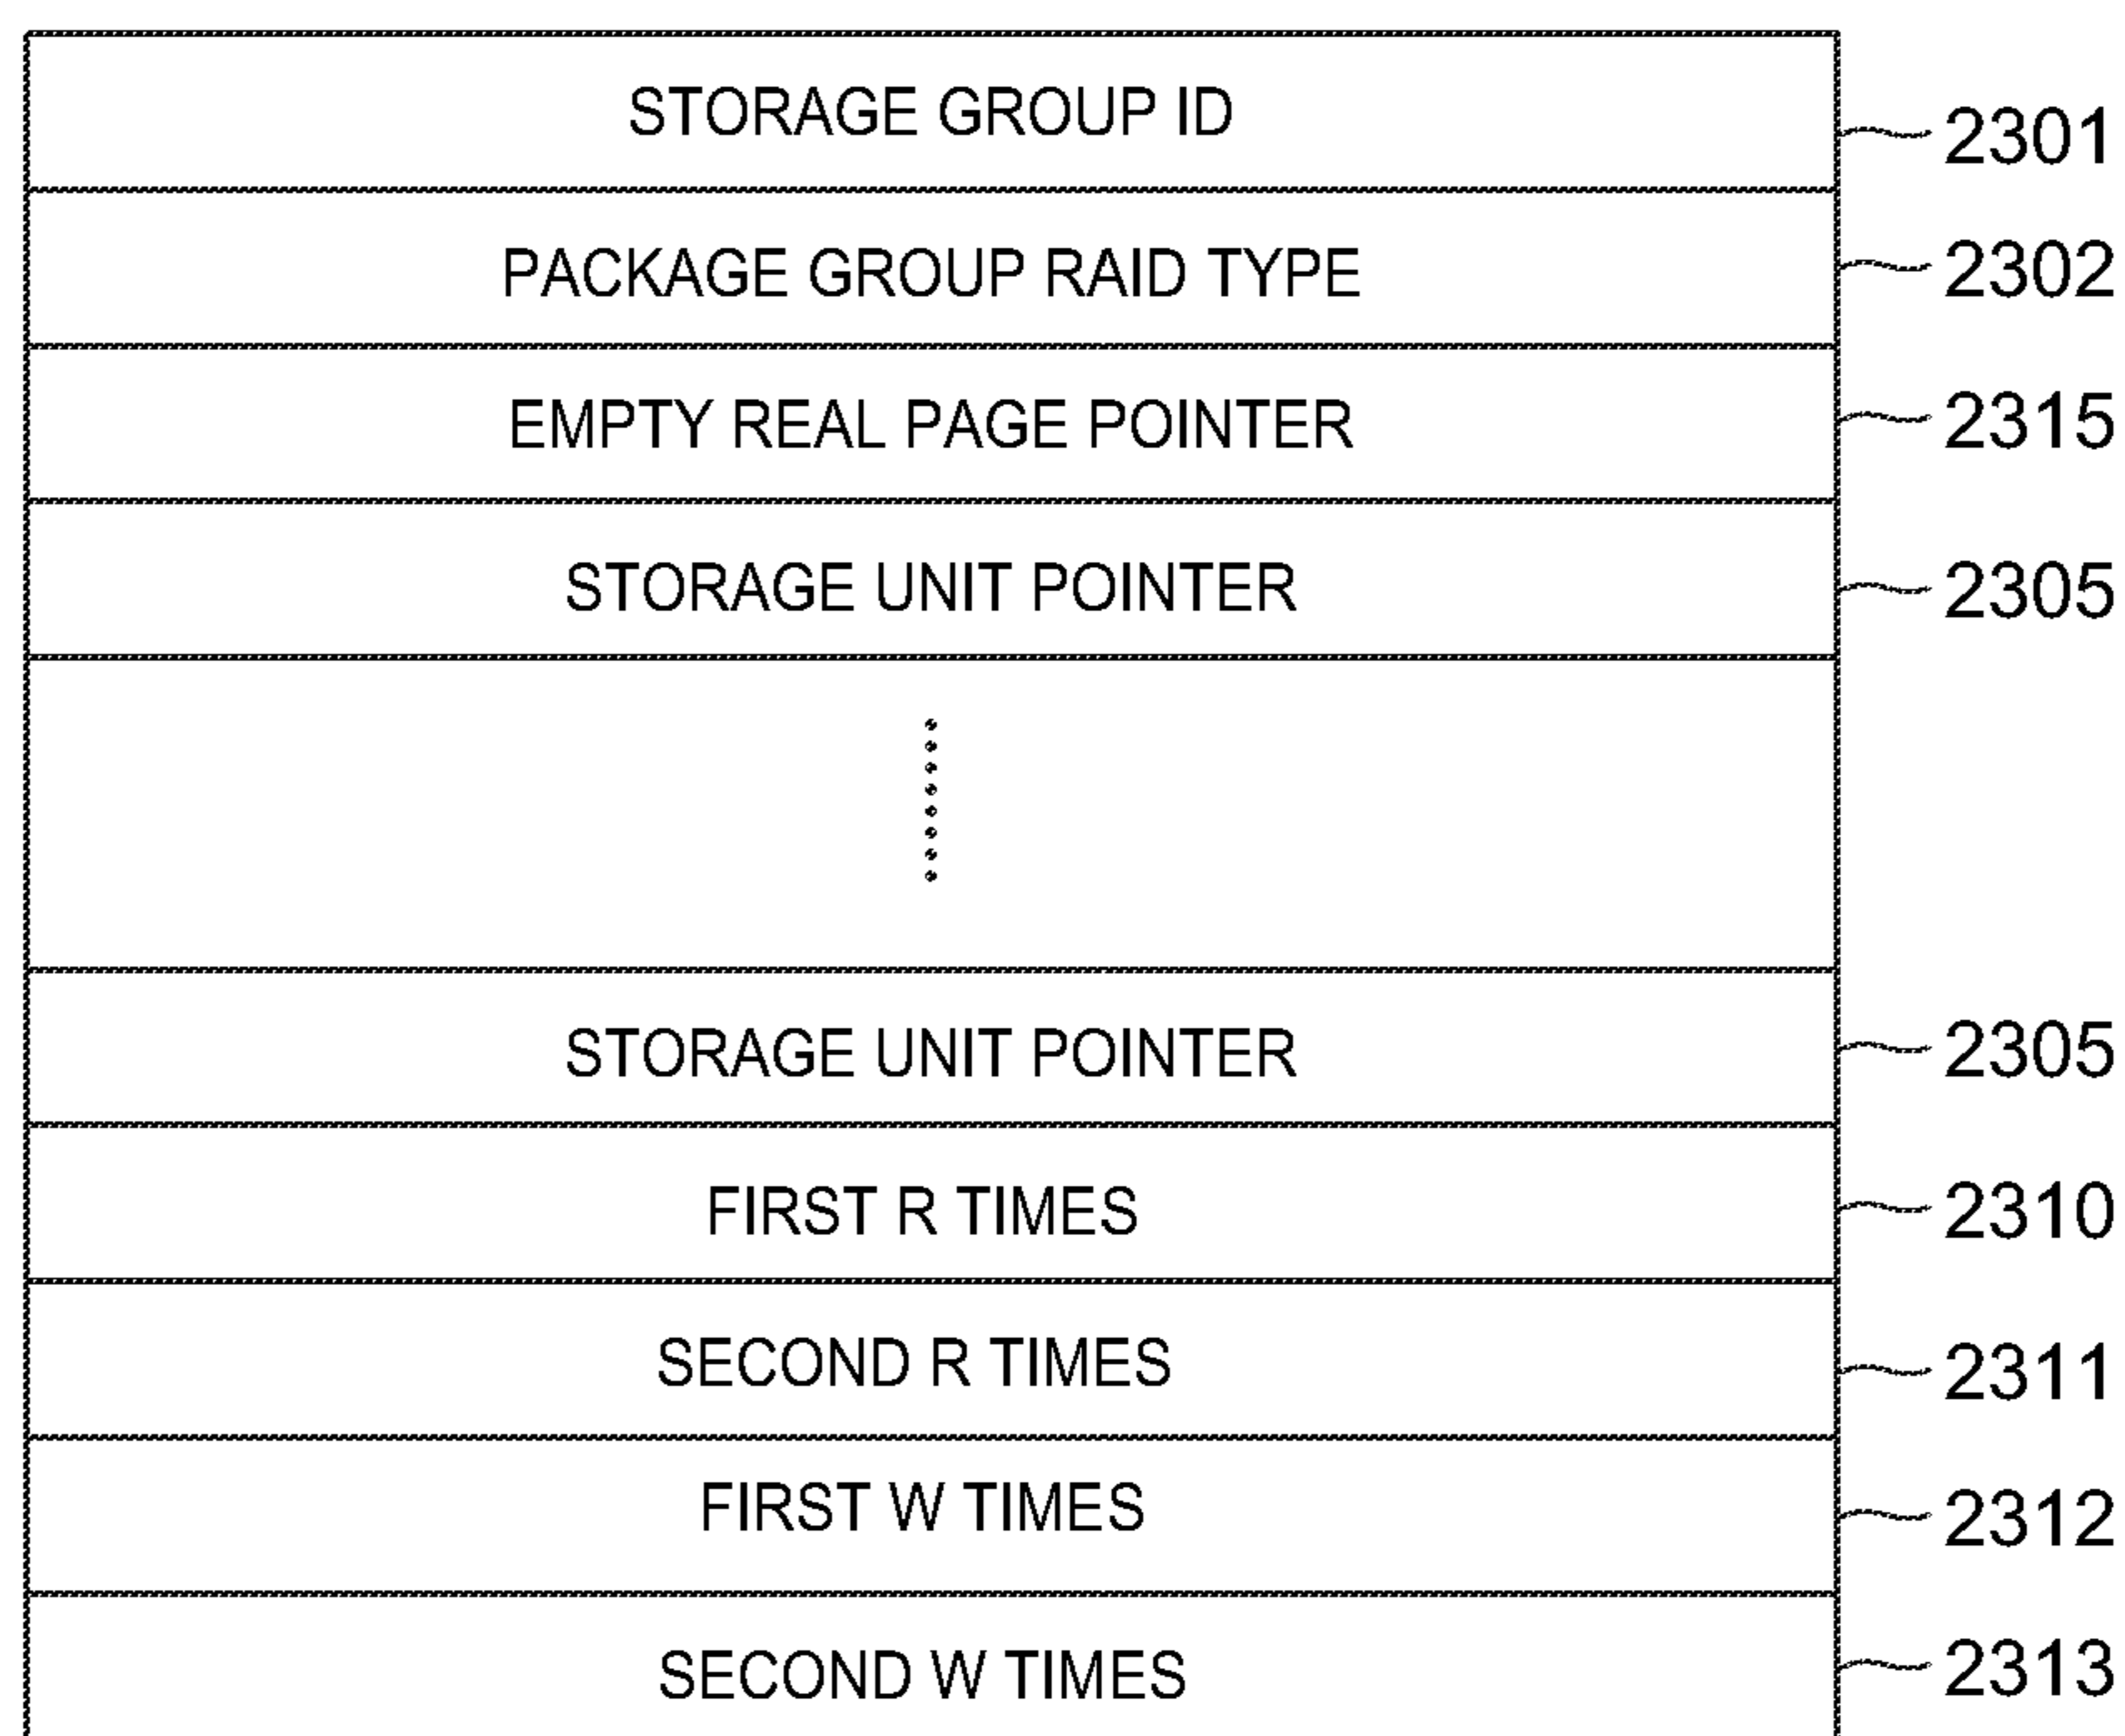 STORAGE GROUP ID 2301
PACKAGE GROUP RAID TYPE 2302
EMPTY REAL PAGE POINTER 2315
STORAGE UNIT POINTER 2305
STORAGE UNIT POINTER 2305
FIRST R TIMES 2310
SECOND R TIMES 2311
FIRST W TIMES 2312
SECOND W TIMES 2313